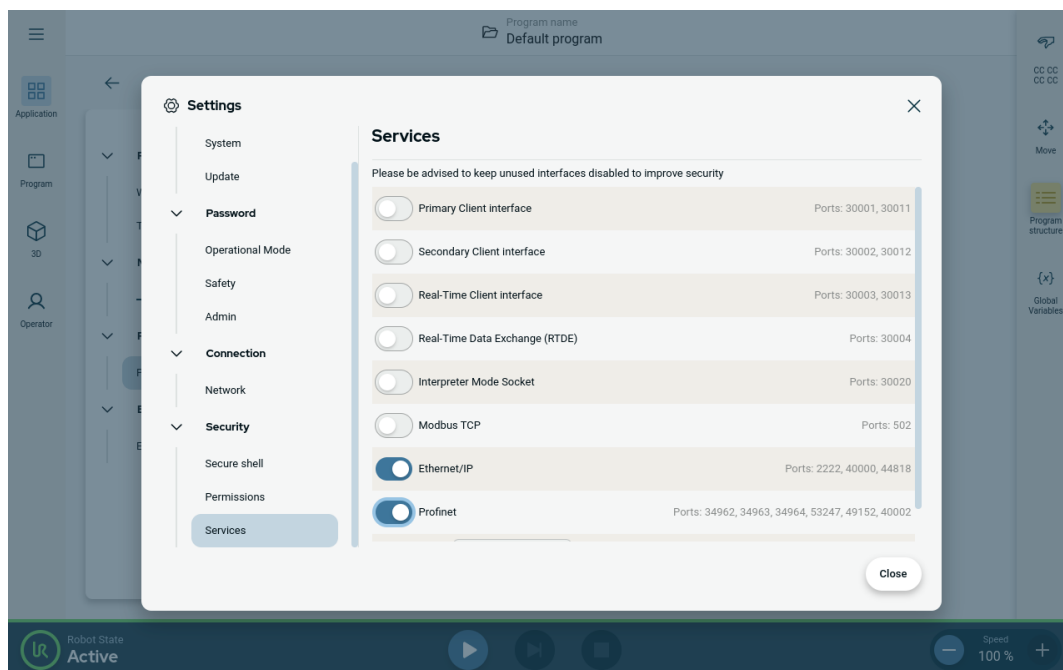 Program name
Default program
Application
Program
3D
Operator
Settings
System
Update
Password
Operational Mode
Safety
Admin
Connection
Network
Security
Secure shell
Permissions
Services
Services
Please be advised to keep unused interfaces disabled to improve security
Primary Client interface Ports: 30001, 30011
Secondary Client interface Ports: 30002, 30012
Real-Time Client interface Ports: 30003, 30013
Real-Time Data Exchange (RTDE) Ports: 30004
Interpreter Mode Socket Ports: 30020
Modbus TCP Ports: 502
Ethernet/IP Ports: 2222, 40000, 44818
Profinet Ports: 34962, 34963, 34964, 53247, 49152, 40002
Close
CC CC
CC CC
Move
Program
structure
{x}
Global
Variables
Robot State
Active
Speed
100 %